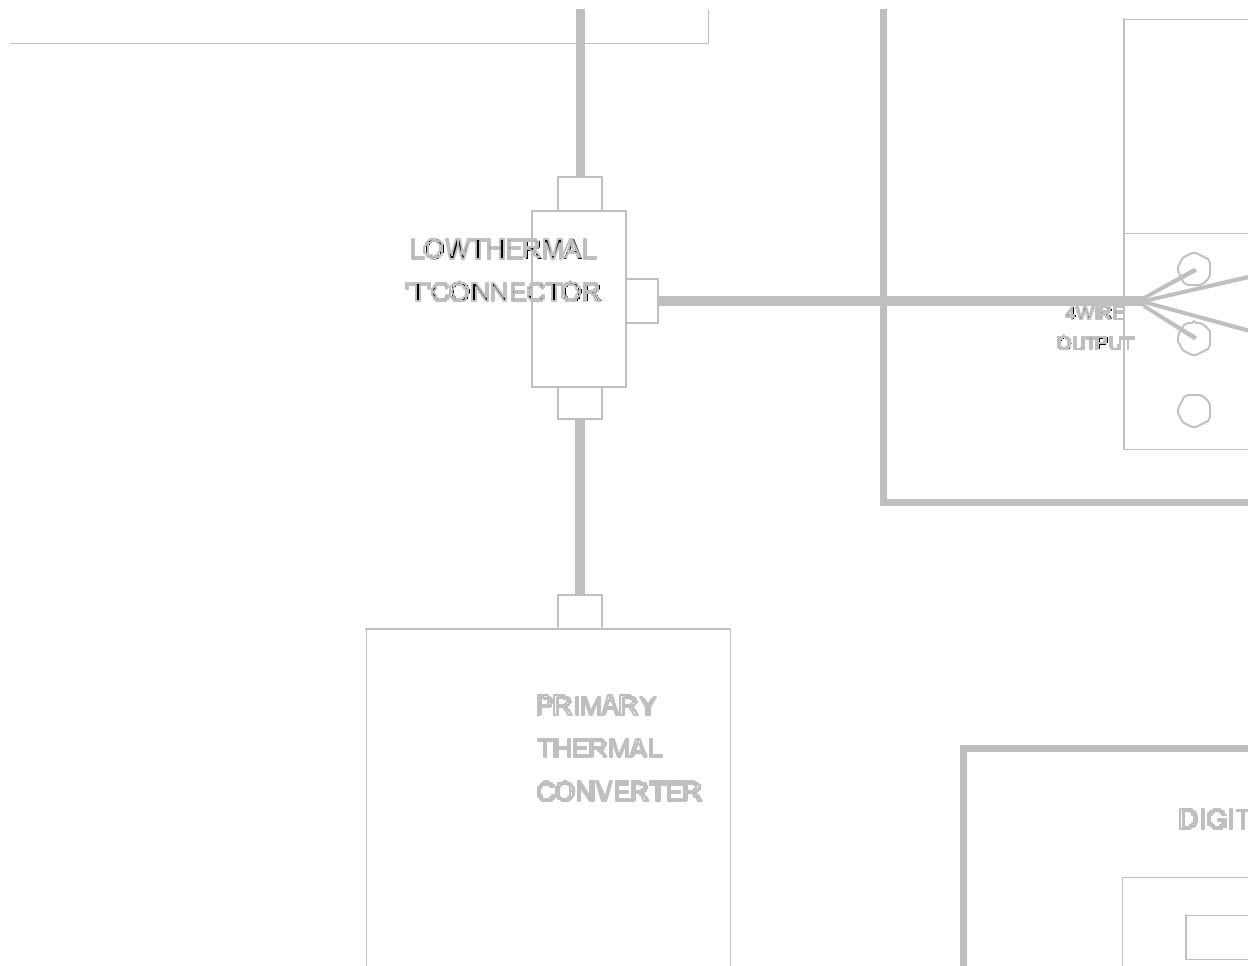 LOWTHERMAL
'T'CONNECTOR
4WIRE
OUTPUT
PRIMARY
THERMAL
CONVERTER
DIGIT